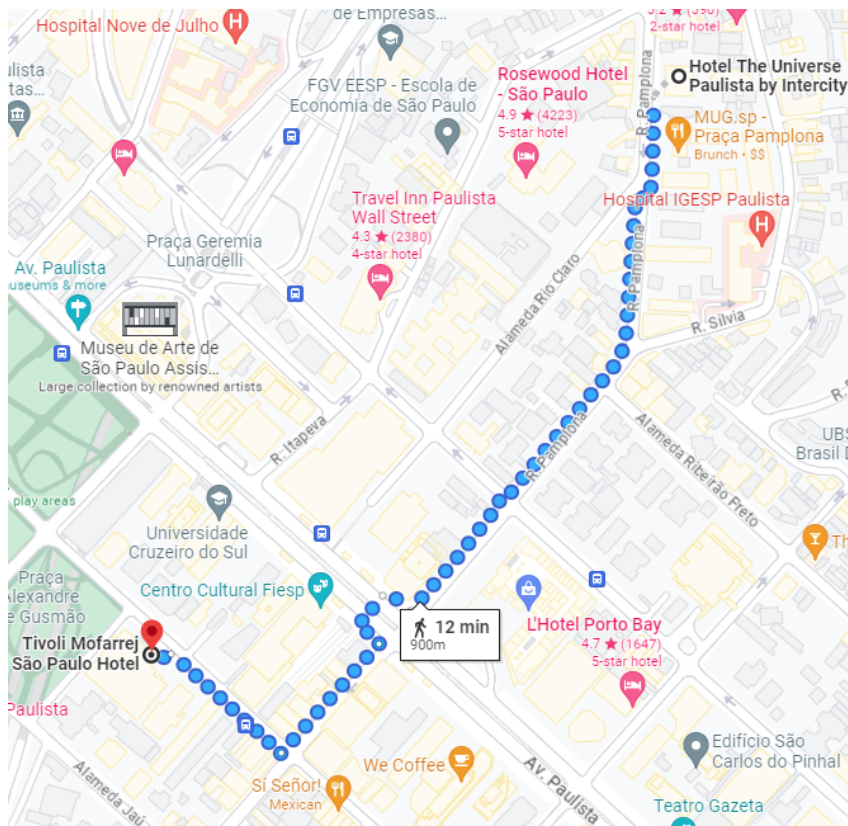 Hospital Nove de Julho
de Empresas...
3.2 ★ (390)
2-star hotel
Hotel The Universe
Paulista by Intercity
FGV EESP - Escola de
Economia de São Paulo
Rosewood Hotel
- São Paulo
4.9 ★ (4223)
5-star hotel
R. Pamplona
MUG.sp -
Praça Pamplona
Brunch • $$
Travel Inn Paulista
Wall Street
4.3 ★ (2380)
4-star hotel
Hospital IGESP Paulista
Praça Geremia
Lunardelli
Av. Paulista
useums & more
Alameda Rio Claro
R. Pamplona
R. Sílvia
Museu de Arte de
São Paulo Assis...
Large collection by renowned artists
R. Itapeva
R. Pamplona
Alameda Ribeirão Preto
UBS
Brasil
play areas
Universidade
Cruzeiro do Sul
Th
Praça
Alexandre
de Gusmão
Centro Cultural Fiesp
12 min
900m
L'Hotel Porto Bay
4.7 ★ (1647)
5-star hotel
Tivoli Mofarrej
São Paulo Hotel
Paulista
Edifício São
Carlos do Pinhal
Sí Señor!
Mexican
We Coffee
Av. Paulista
Alameda Jaú
Teatro Gazeta